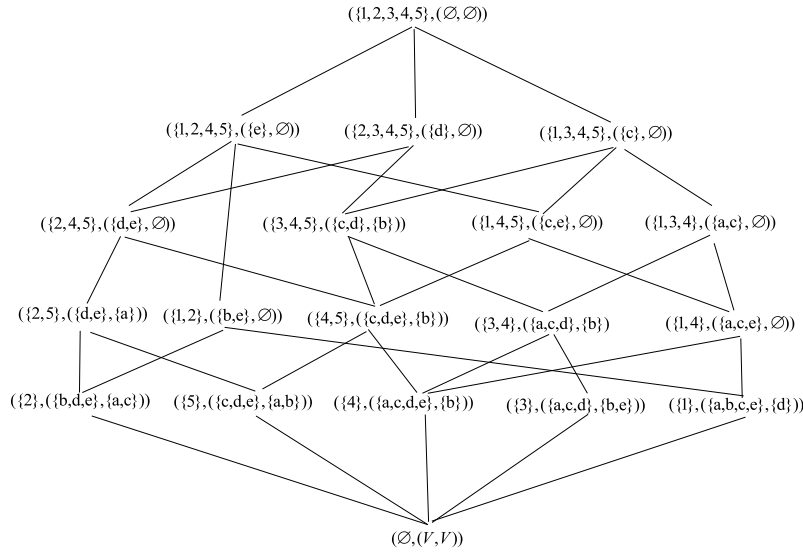 ({1,2,3,4,5},(∅,∅))
({1,2,4,5},({e},∅)) ({2,3,4,5},({d},∅)) ({1,3,4,5},({c},∅))
({2,4,5},({d,e},∅)) ({3,4,5},({c,d},{b})) ({1,4,5},({c,e},∅)) ({1,3,4},({a,c},∅))
({2,5},({d,e},{a})) ({1,2},({b,e},∅)) ({4,5},({c,d,e},{b})) ({3,4},({a,c,d},{b}) ({1,4},({a,c,e},∅))
({2},({b,d,e},{a,c})) ({5},({c,d,e},{a,b})) ({4},({a,c,d,e},{b})) ({3},({a,c,d},{b,e})) ({1},({a,b,c,e},{d}))
(∅,(V,V))